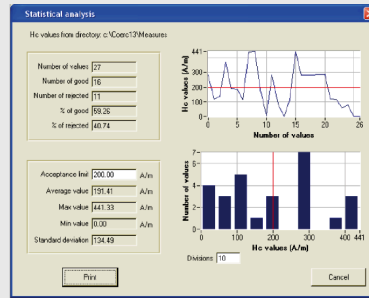 Statistical analysis
Hc values from directory: c:\Coerc13\Measures
Number of values 27
Number of good 16
Number of rejected 11
% of good 59.26
% of rejected 40.74
Acceptance limit 200.00 A/m
Average value 191.41 A/m
Max value 441.33 A/m
Min value 0.00 A/m
Standard deviation 134.49
Print
Hc values (A/m)
441
300
200
100
0
0 5 10 15 20 26
Number of values
Number of values
7
6
4
2
0
0 100 200 300 400 441
Hc values (A/m)
Divisions 10
Cancel